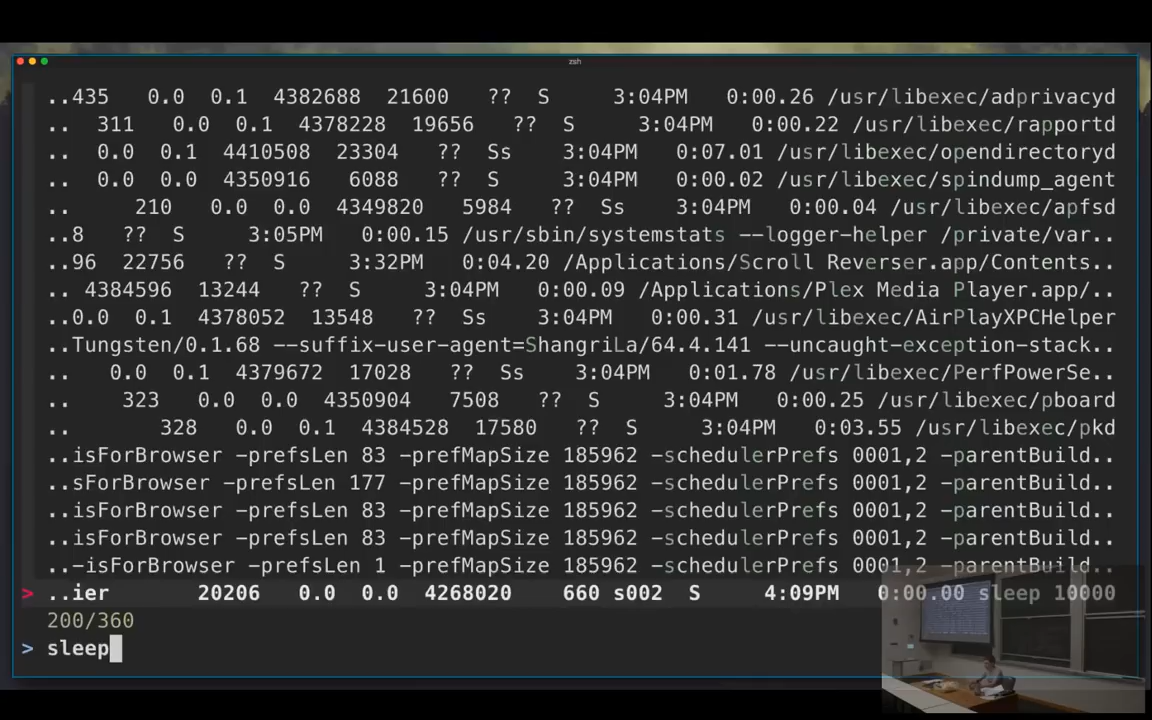 zsh
..435 0.0 0.1 4382688 21600 ?? S 3:04PM 0:00.26 /usr/libexec/adprivacyd
.. 311 0.0 0.1 4378228 19656 ?? S 3:04PM 0:00.22 /usr/libexec/rapportd
.. 0.0 0.1 4410508 23304 ?? Ss 3:04PM 0:07.01 /usr/libexec/opendirectoryd
.. 0.0 0.0 4350916 6088 ?? S 3:04PM 0:00.02 /usr/libexec/spindump_agent
.. 210 0.0 0.0 4349820 5984 ?? Ss 3:04PM 0:00.04 /usr/libexec/apfsd
..8 ?? S 3:05PM 0:00.15 /usr/sbin/systemstats --logger-helper /private/var..
..96 22756 ?? S 3:32PM 0:04.20 /Applications/Scroll Reverser.app/Contents..
.. 4384596 13244 ?? S 3:04PM 0:00.09 /Applications/Plex Media Player.app/..
..0.0 0.1 4378052 13548 ?? Ss 3:04PM 0:00.31 /usr/libexec/AirPlayXPCHelper
..Tungsten/0.1.68 --suffix-user-agent=ShangriLa/64.4.141 --uncaught-exception-stack..
.. 0.0 0.1 4379672 17028 ?? Ss 3:04PM 0:01.78 /usr/libexec/PerfPowerSe..
.. 323 0.0 0.0 4350904 7508 ?? S 3:04PM 0:00.25 /usr/libexec/pboard
.. 328 0.0 0.1 4384528 17580 ?? S 3:04PM 0:03.55 /usr/libexec/pkd
..isForBrowser -prefsLen 83 -prefMapSize 185962 -schedulerPrefs 0001,2 -parentBuild..
..sForBrowser -prefsLen 177 -prefMapSize 185962 -schedulerPrefs 0001,2 -parentBuild..
..isForBrowser -prefsLen 83 -prefMapSize 185962 -schedulerPrefs 0001,2 -parentBuild..
..isForBrowser -prefsLen 83 -prefMapSize 185962 -schedulerPrefs 0001,2 -parentBuild..
..-isForBrowser -prefsLen 1 -prefMapSize 185962 -schedulerPrefs 0001,2 -parentBuild..
> ..ier 20206 0.0 0.0 4268020 660 s002 S 4:09PM 0:00.00 sleep 10000
200/360
> sleep